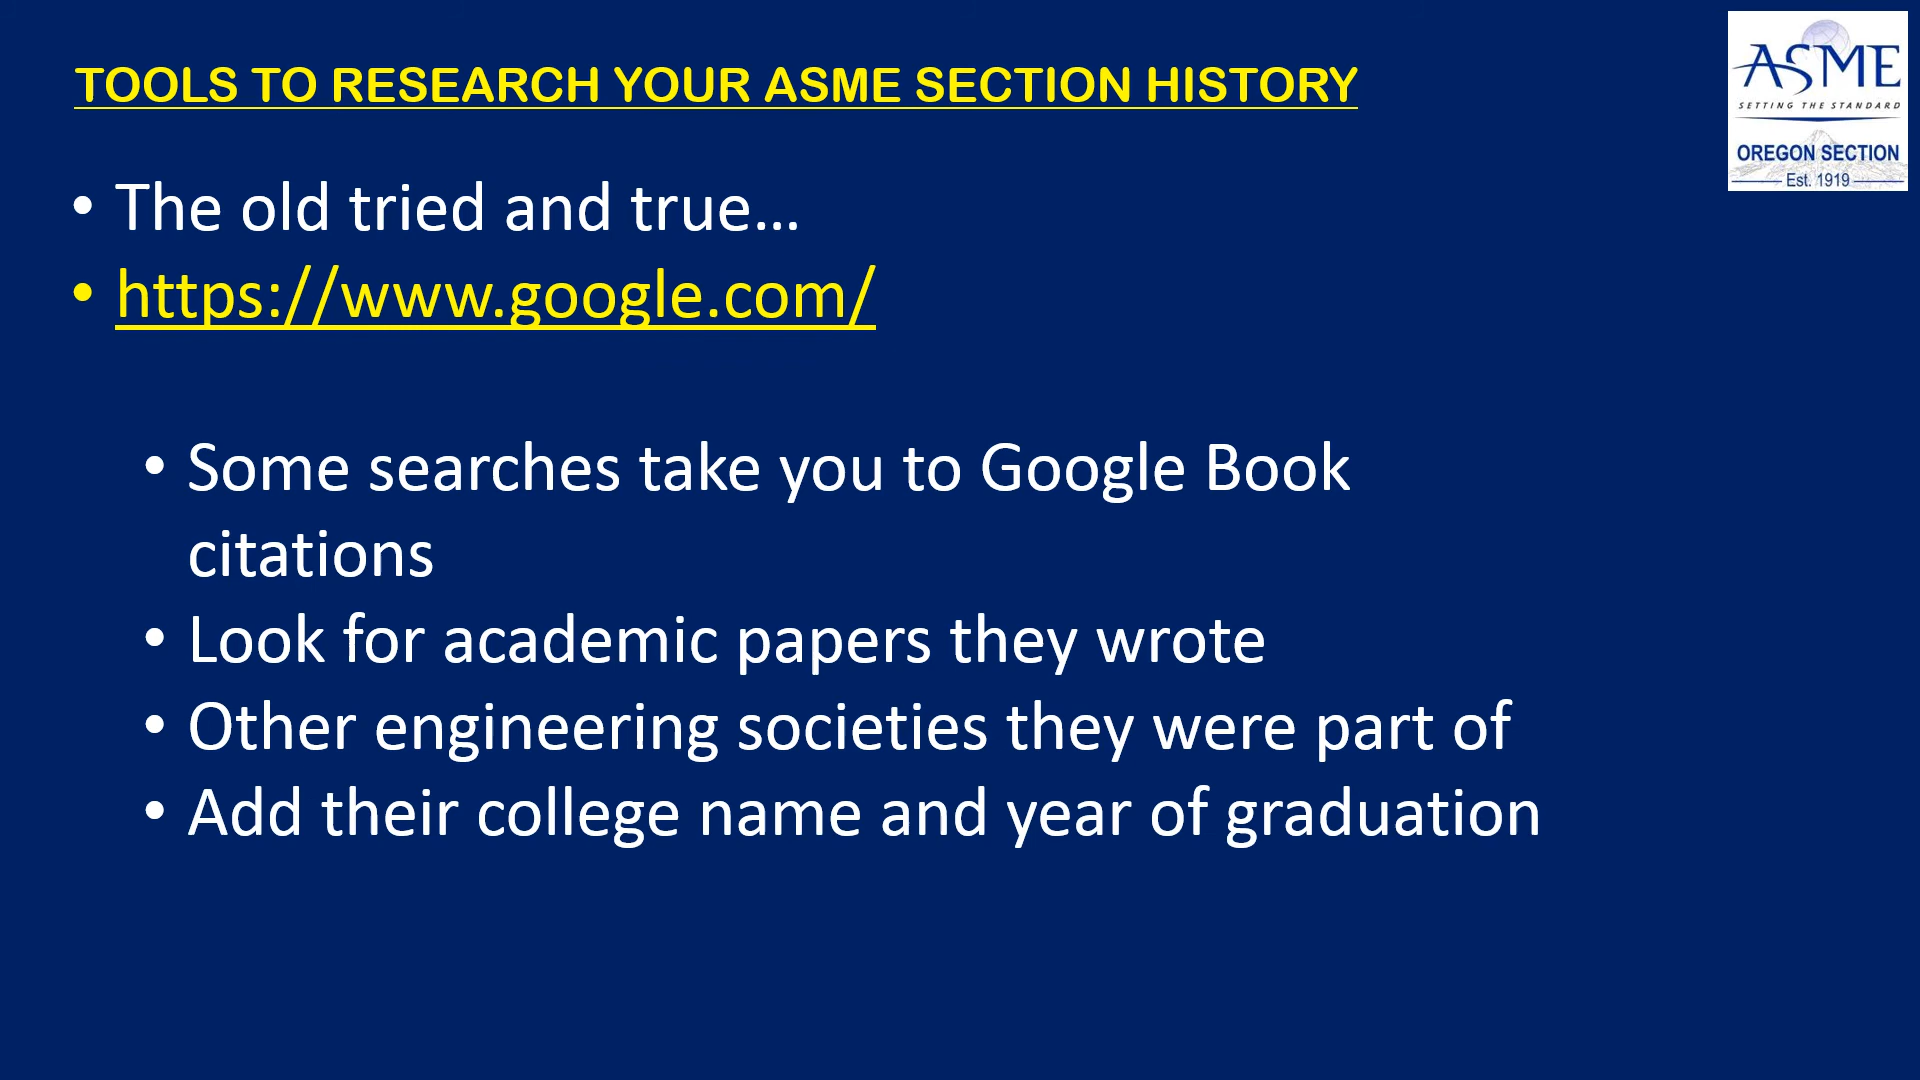 TOOLS TO RESEARCH YOUR ASME SECTION HISTORY
ASME
SETTING THE STANDARD
OREGON SECTION
Est. 1919
• The old tried and true...
• https://www.google.com/
• Some searches take you to Google Book
citations
• Look for academic papers they wrote
• Other engineering societies they were part of
• Add their college name and year of graduation